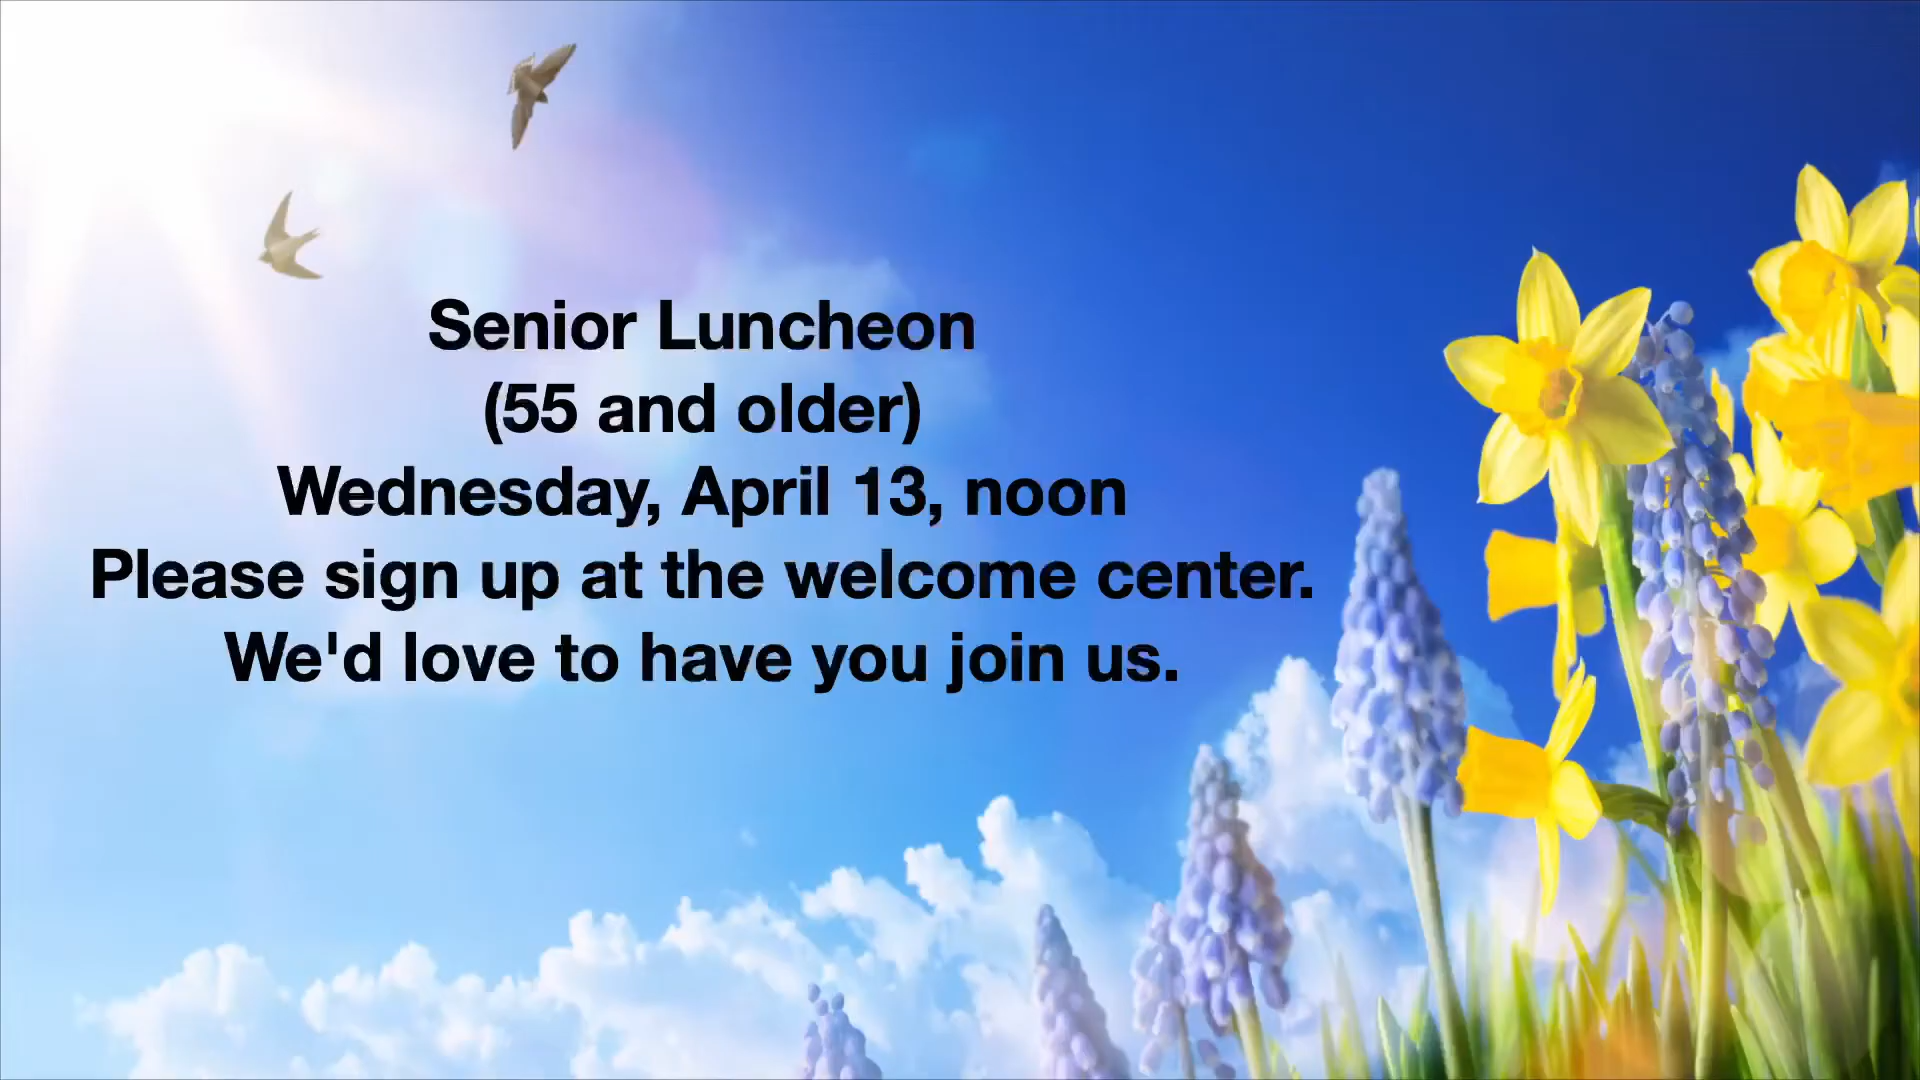 Senior Luncheon
(55 and older)
Wednesday, April 13, noon
Please sign up at the welcome center.
We'd love to have you join us.